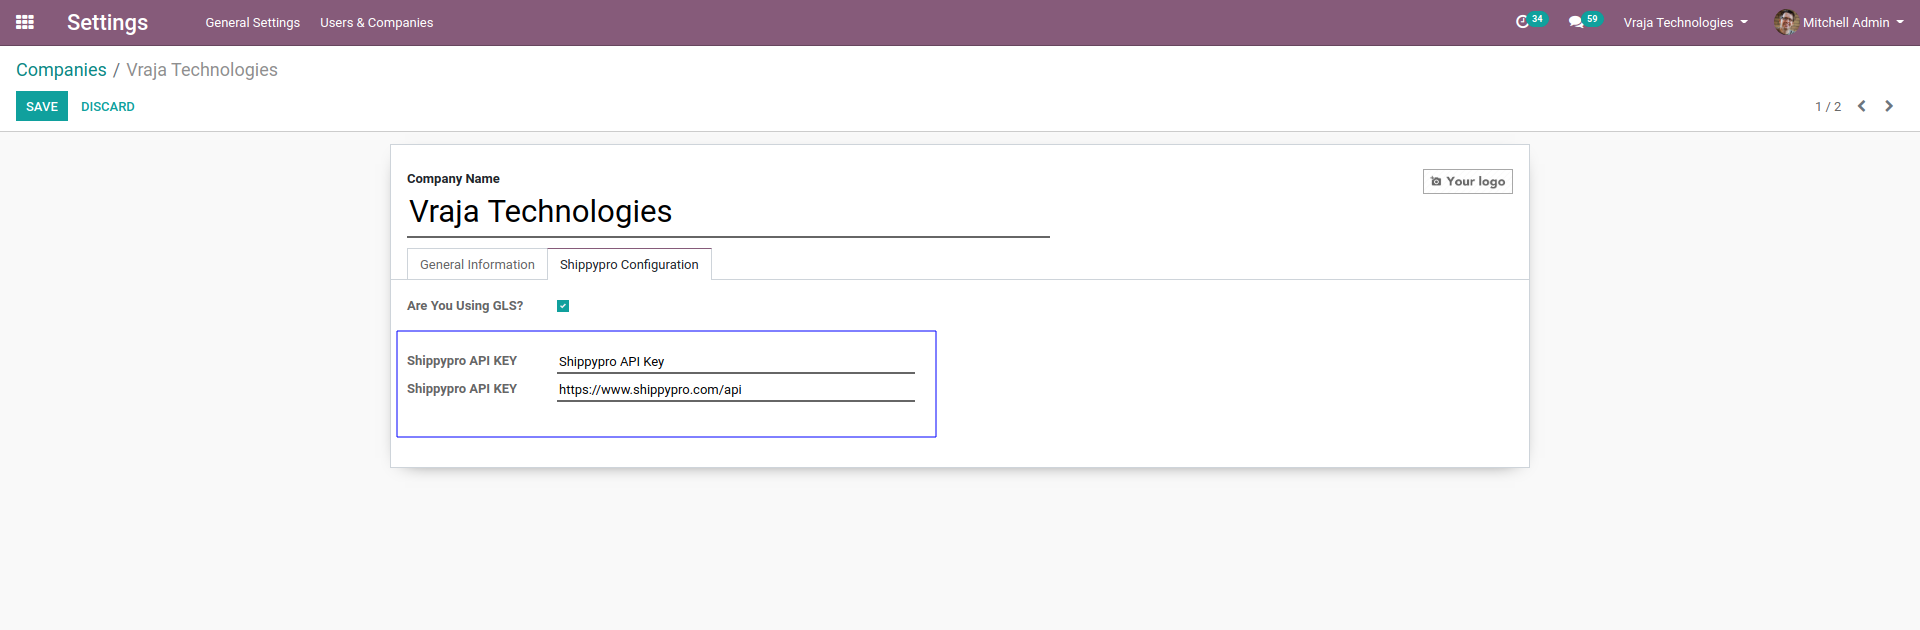 Settings General Settings Users & Companies 34 59 Vraja Technologies Mitchell Admin
Companies / Vraja Technologies
SAVE DISCARD 1 / 2
Company Name
Your logo
Vraja Technologies
General Information Shippypro Configuration
Are You Using GLS?
Shippypro API KEY Shippypro API Key
Shippypro API KEY https://www.shippypro.com/api